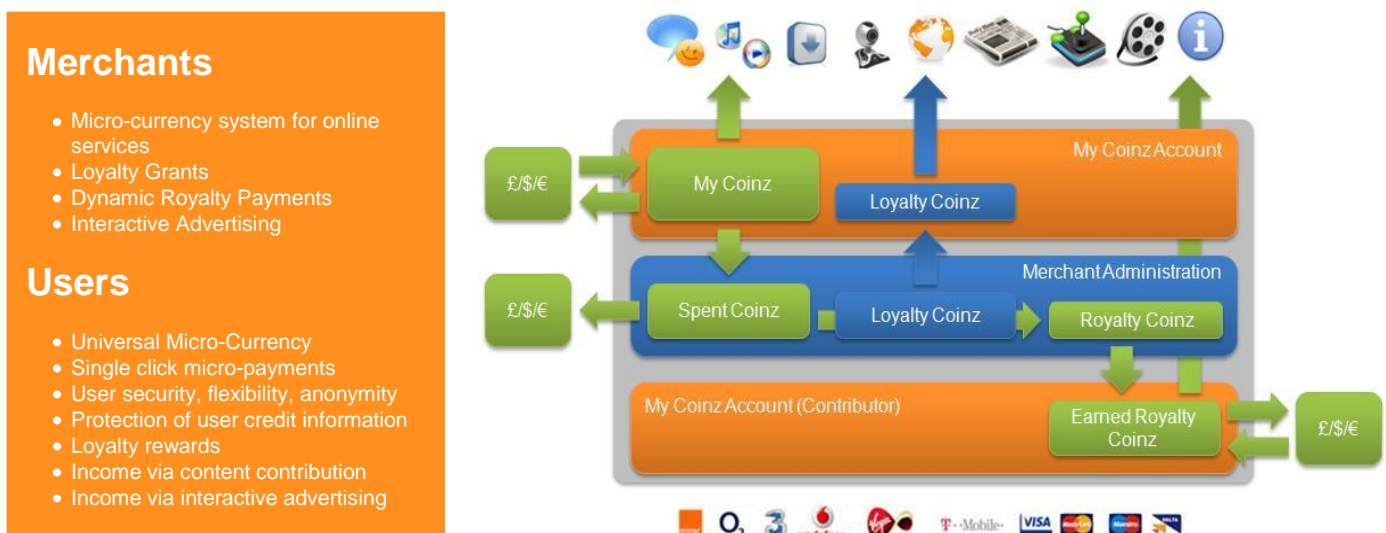 Merchants
Micro-currency system for online
services
Loyalty Grants
Dynamic Royalty Payments
Interactive Advertising
Users
Universal Micro-Currency
Single click micro-payments
User security, flexibility, anonymity
Protection of user credit information
Loyalty rewards
Income via content contribution
Income via interactive advertising
My Coinz Account
£/$/€
My Coinz
Loyalty Coinz
Merchant Administration
£/$/€
Spent Coinz
Loyalty Coinz
Royalty Coinz
My Coinz Account (Contributor)
Earned Royalty
Coinz
£/$/€
O2 3 T-Mobile VISA